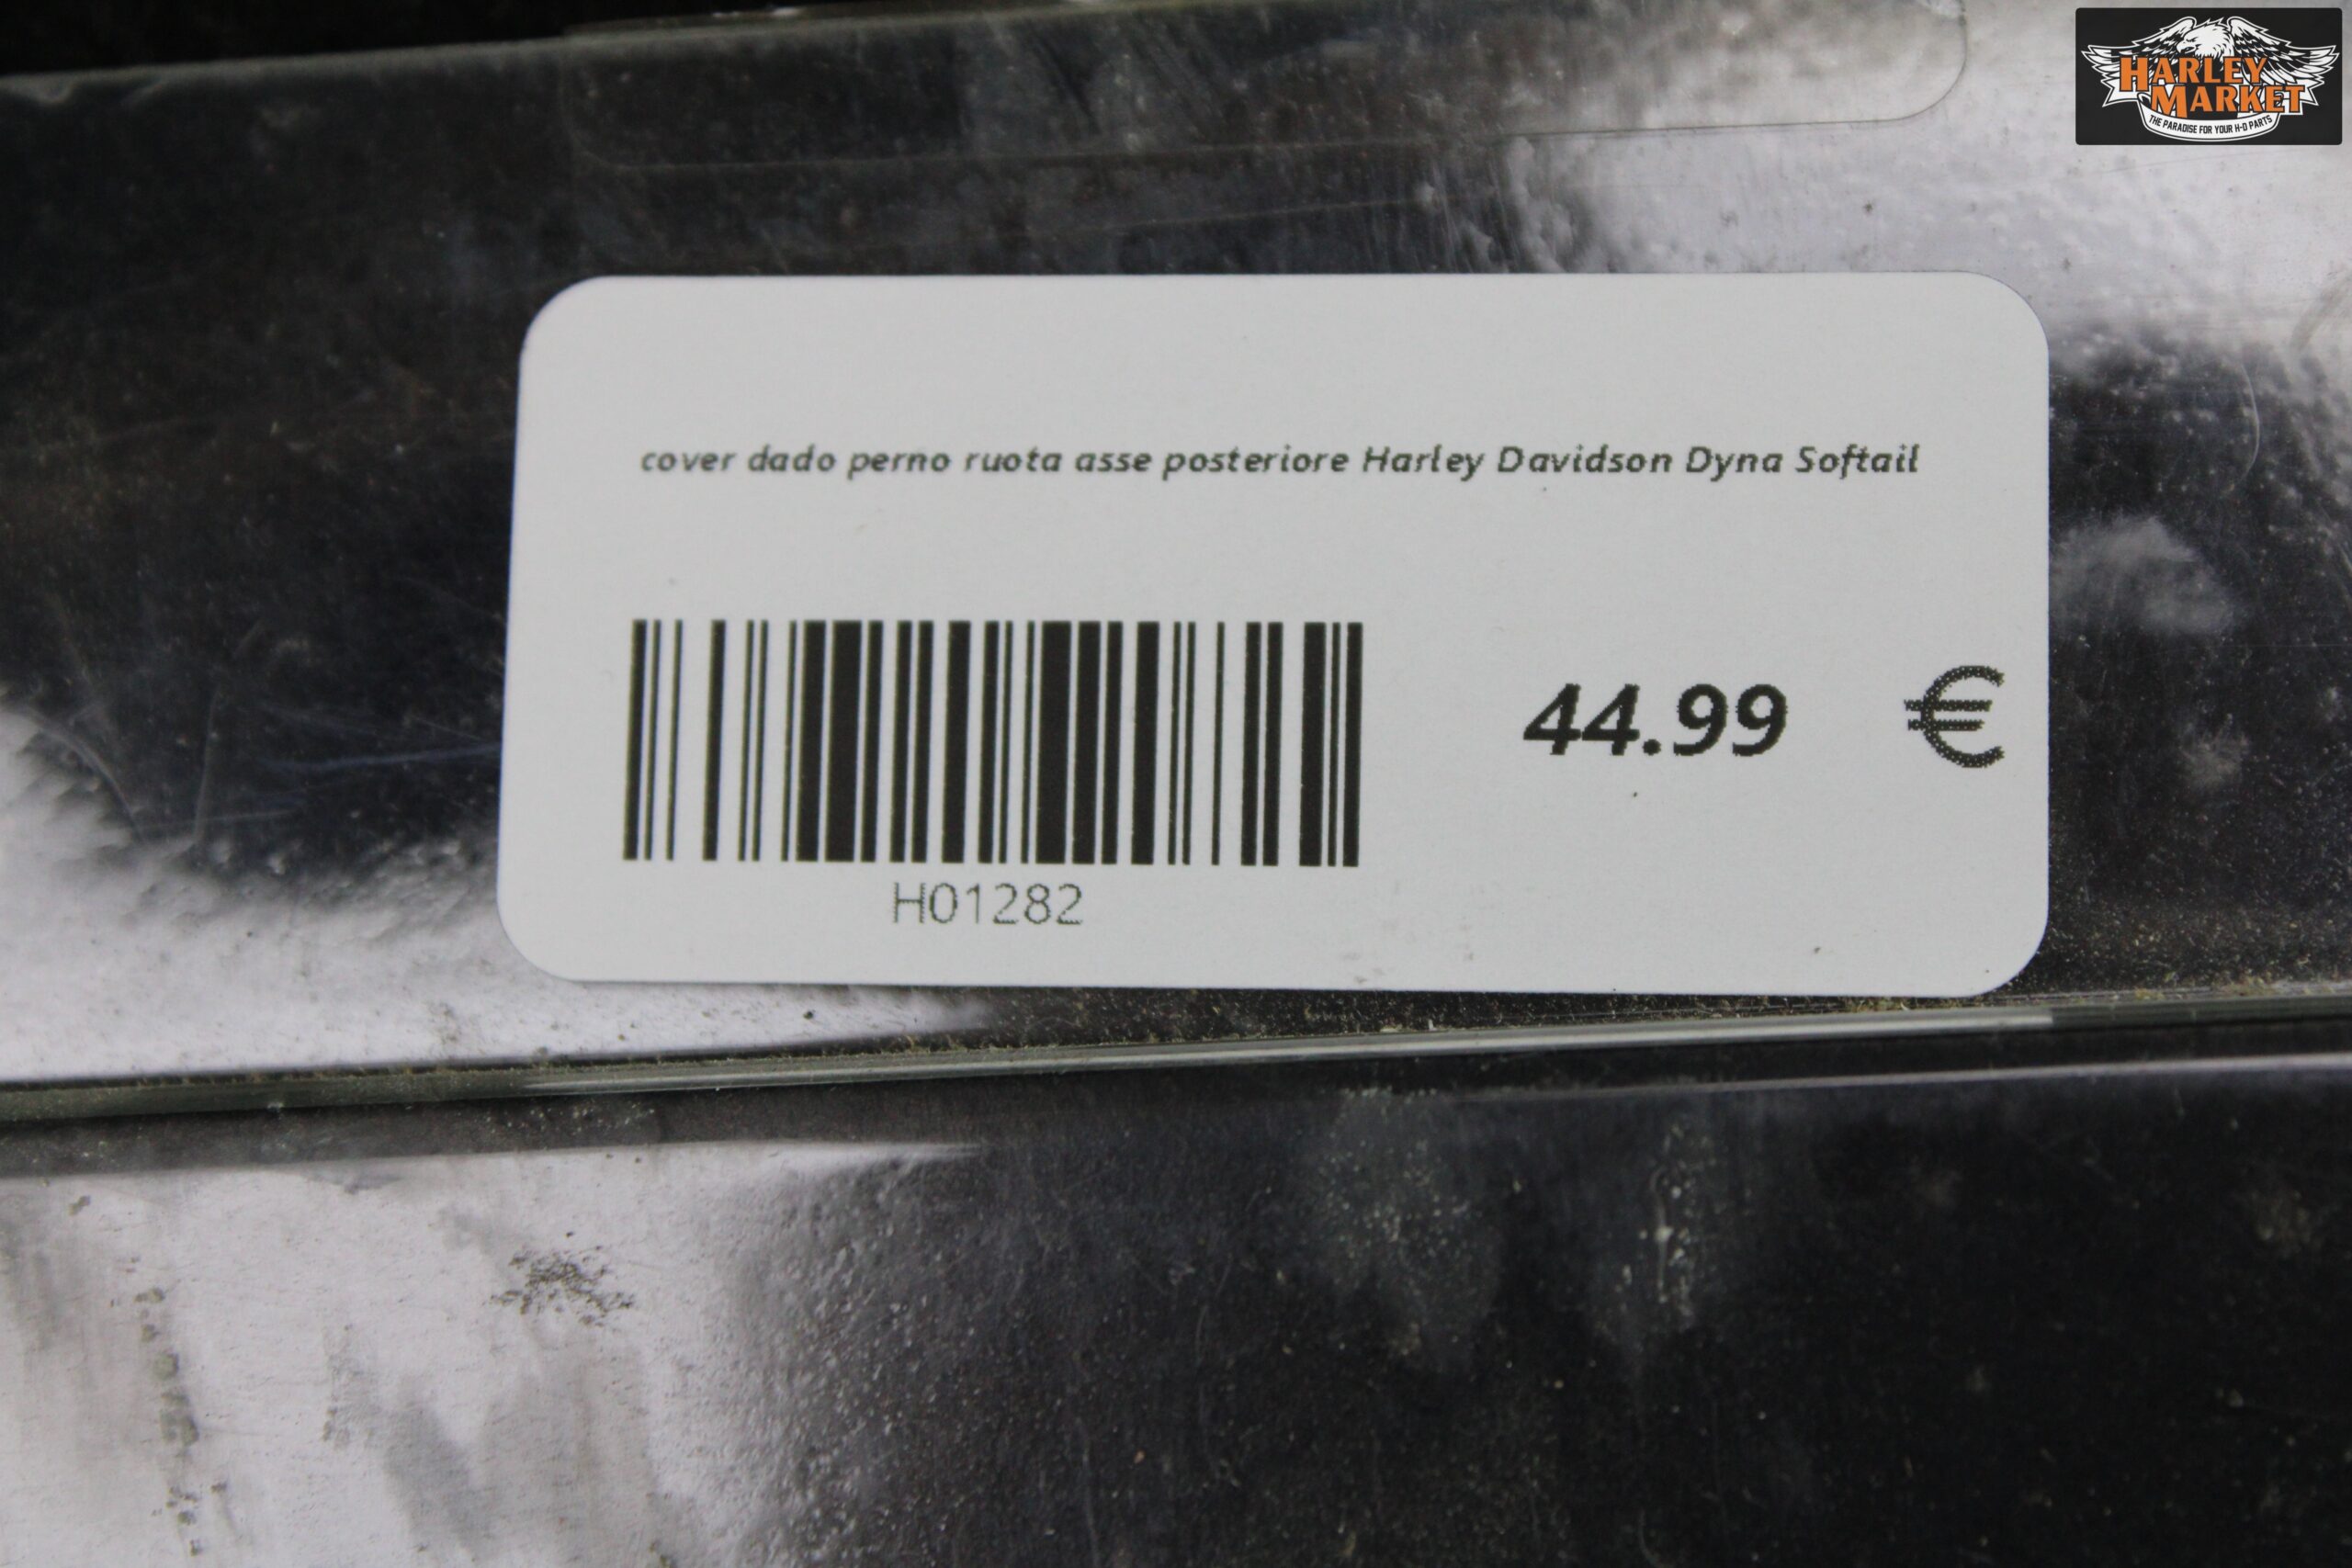 HARLEY
MARKET
THE PARADISE FOR YOUR H-D PARTS
cover dado perno ruota asse posteriore Harley Davidson Dyna Softail
44.99 €
H01282